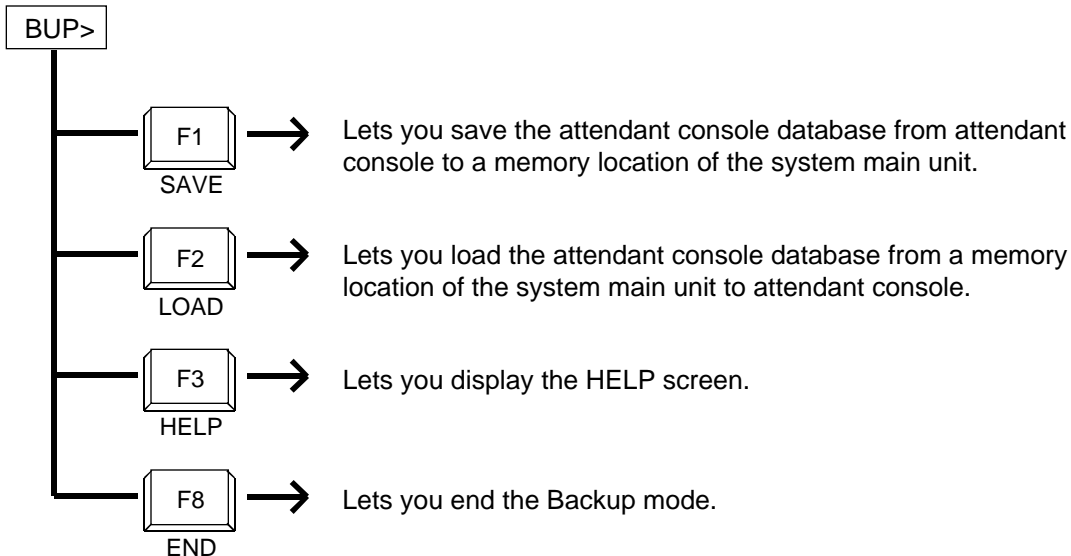 BUP>
F1
SAVE
Lets you save the attendant console database from attendant
console to a memory location of the system main unit.
F2
LOAD
Lets you load the attendant console database from a memory
location of the system main unit to attendant console.
F3
HELP
Lets you display the HELP screen.
F8
END
Lets you end the Backup mode.